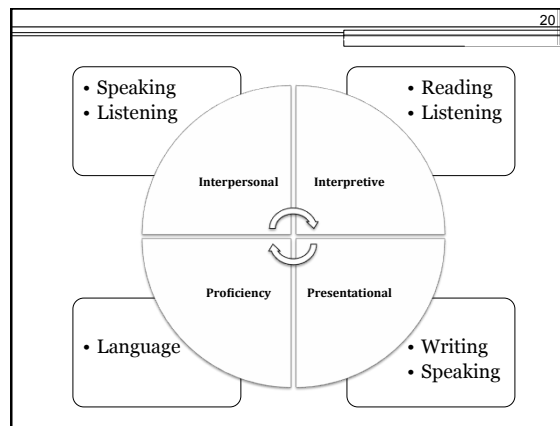 20
• Speaking
• Listening
• Reading
• Listening
Interpersonal
Interpretive
Proficiency
Presentational
• Language
• Writing
• Speaking